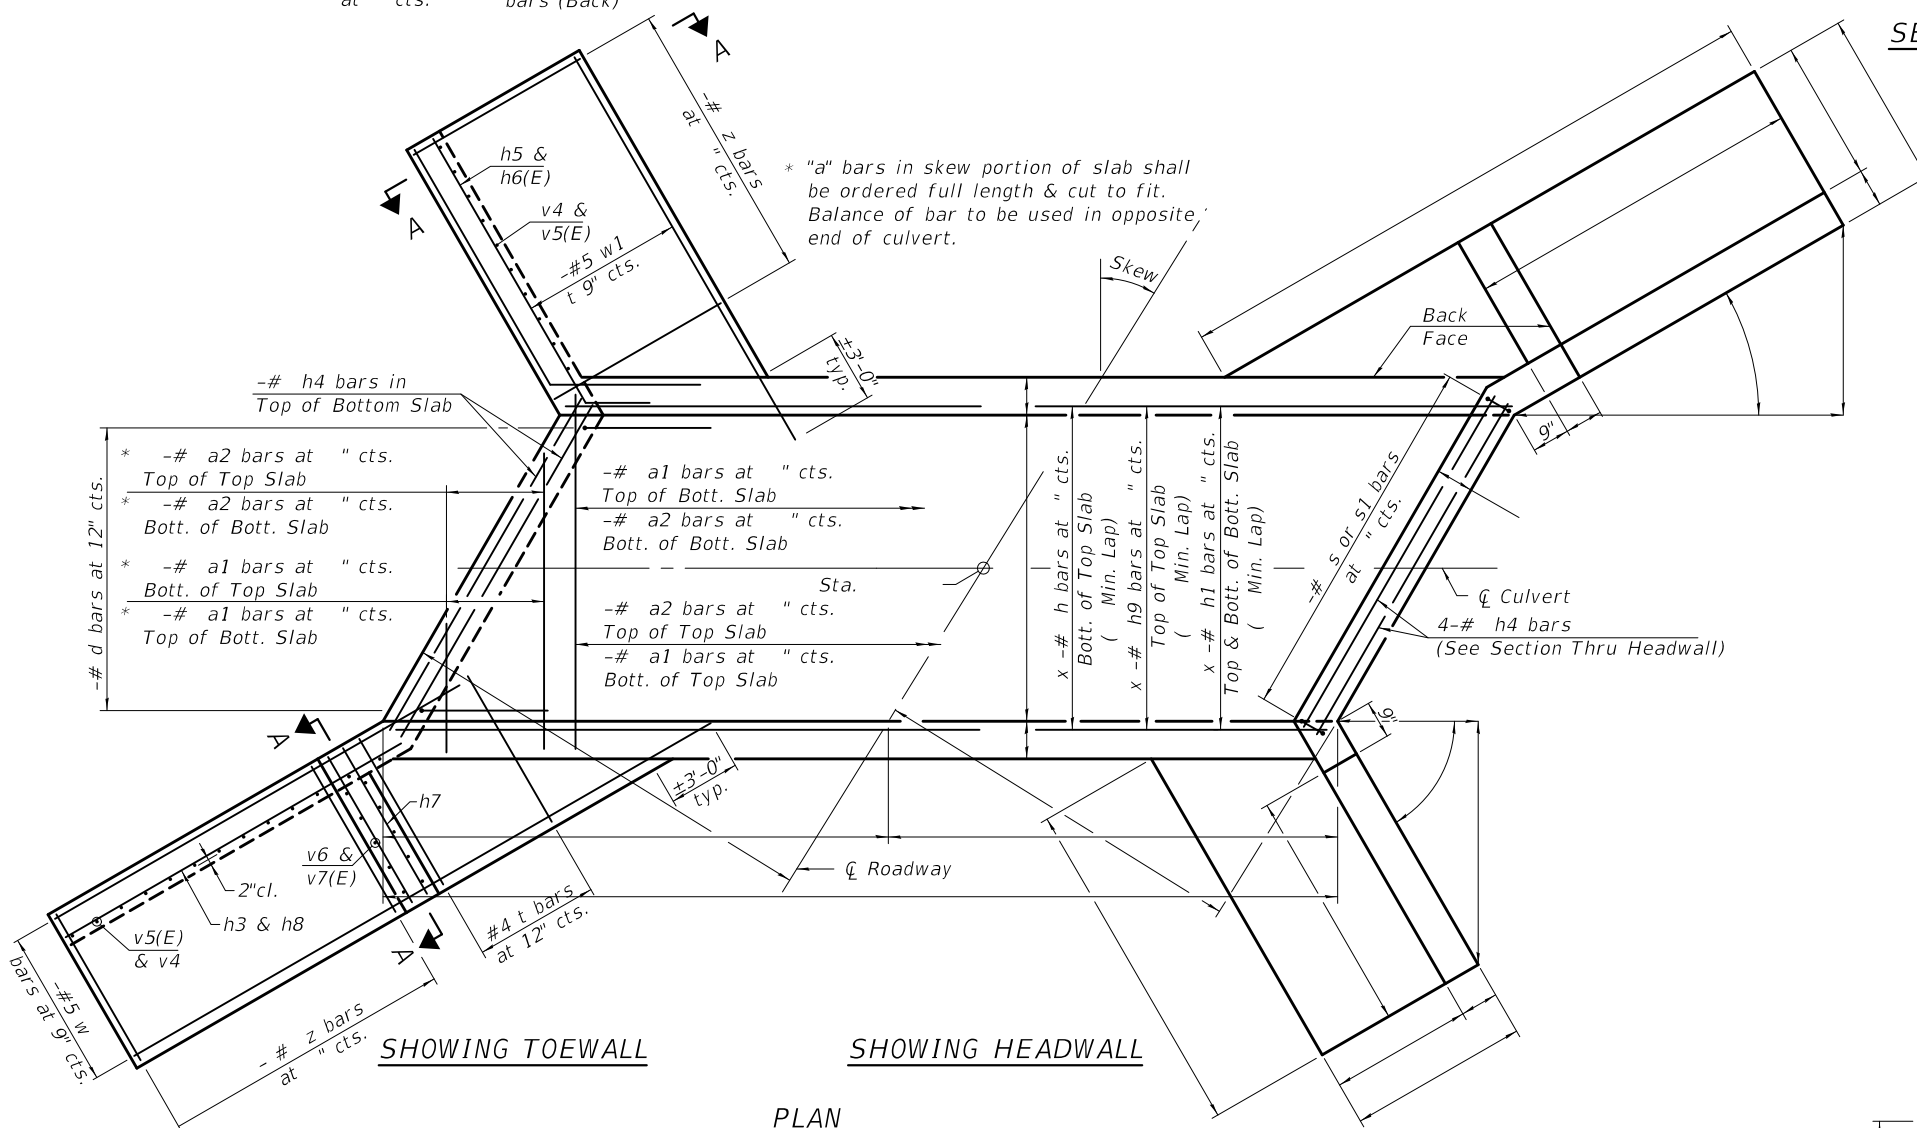 at " cts.
bars (Back)
A
SE
-# z bars
at " cts.
* "a" bars in skew portion of slab shall
be ordered full length & cut to fit.
Balance of bar to be used in opposite
end of culvert.
h5 &
h6(E)
v4 &
v5(E)
-#5 w1
t 9" cts.
A
Skew
Back
Face
±3'-0"
typ.
-# h4 bars in
Top of Bottom Slab
9"
-# d bars at 12" cts.
* -# a2 bars at " cts.
Top of Top Slab
* -# a2 bars at " cts.
Bott. of Bott. Slab
* -# a1 bars at " cts.
Bott. of Top Slab
* -# a1 bars at " cts.
Top of Bott. Slab
-# a1 bars at " cts.
Top of Bott. Slab
-# a2 bars at " cts.
Bott. of Bott. Slab
Sta.
-# a2 bars at " cts.
Top of Top Slab
-# a1 bars at " cts.
Bott. of Top Slab
x -# h bars at " cts.
Bott. of Top Slab
( Min. Lap)
x -# h9 bars at " cts.
Top of Top Slab
( Min. Lap)
x -# h1 bars at " cts.
Top & Bott. of Bott. Slab
( Min. Lap)
-# s or s1 bars
at " cts.
℄ Culvert
4-# h4 bars
(See Section Thru Headwall)
A
9"
±3'-0"
typ.
h7
v6 &
v7(E)
℄ Roadway
2"cl.
h3 & h8
v5(E)
& v4
#4 t bars
at 12" cts.
A
-#5 w
bars at 9" cts.
- # z bars
at " cts.
SHOWING TOEWALL
SHOWING HEADWALL
PLAN